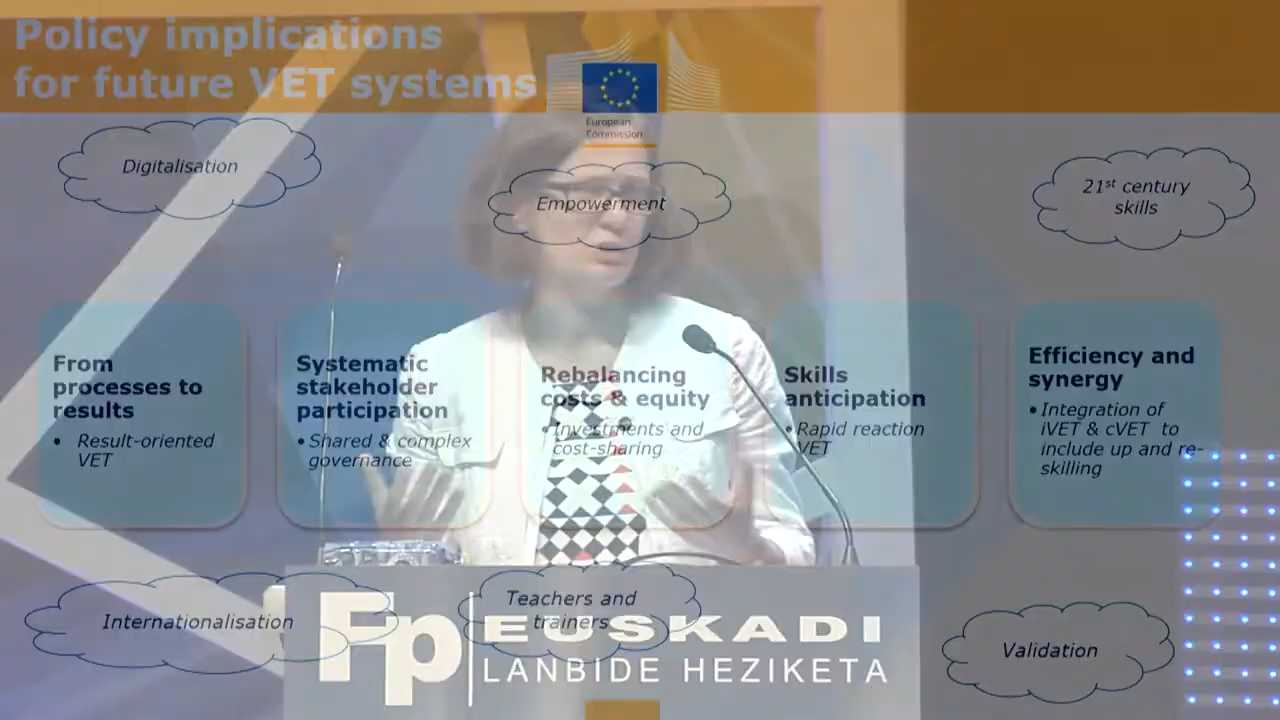 Policy implications
for future VET systems
European
Commission
Digitalisation
Empowerment
21st century
skills
From
processes to
results
• Result-oriented
VET
Systematic
stakeholder
participation
• Shared & complex
governance
Rebalancing
costs & equity
• Investments and
cost-sharing
Skills
anticipation
• Rapid reaction
VET
Efficiency and
synergy
• Integration of
iVET & cVET to
include up and re-
skilling
Internationalisation
Teachers and
trainers
Validation
Fp EUSKADI
LANBIDE HEZIKETA